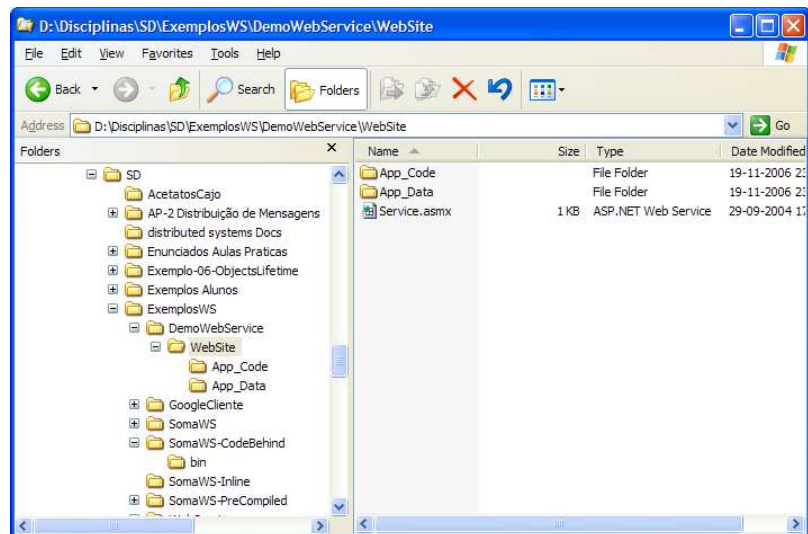 D:\Disciplinas\SD\ExemplosWS\DemoWebService\WebSite
File Edit View Favorites Tools Help
Back Search Folders
Address D:\Disciplinas\SD\ExemplosWS\DemoWebService\WebSite Go
Folders
SD
AcetatosCajo
AP-2 Distribuição de Mensagens
distributed systems Docs
Enunciados Aulas Praticas
Exemplo-06-ObjectsLifetime
Exemplos Alunos
ExemplosWS
DemoWebService
WebSite
App_Code
App_Data
GoogleCliente
SomaWS
SomaWS-CodeBehind
bin
SomaWS-Inline
SomaWS-PreCompiled
Name Size Type Date Modified
App_Code File Folder 19-11-2006
App_Data File Folder 19-11-2006
Service.asmx 1 KB ASP.NET Web Service 29-09-2004